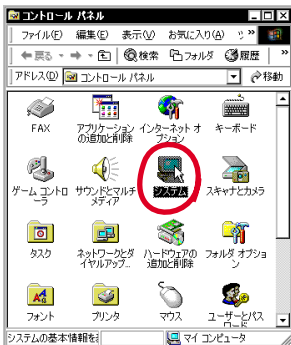 コントロール パネル
ファイル(F) 編集(E) 表示(V) お気に入り(A) ツ »
戻る 検索 フォルダ 履歴 »
アドレス(D) コントロール パネル 移動
FAX
アプリケーション
の追加と削除
インターネット オ
プション
キーボード
ゲーム コントロ
ーラ
サウンドとマルチ
メディア
システム
スキャナとカメラ
タスク
ネットワークとダ
イヤルアップ...
ハードウェアの
追加と削除
フォルダ オプショ
ン
フォント
プリンタ
マウス
ユーザーとパス
ワード
システムの基本情報を マイ コンピュータ